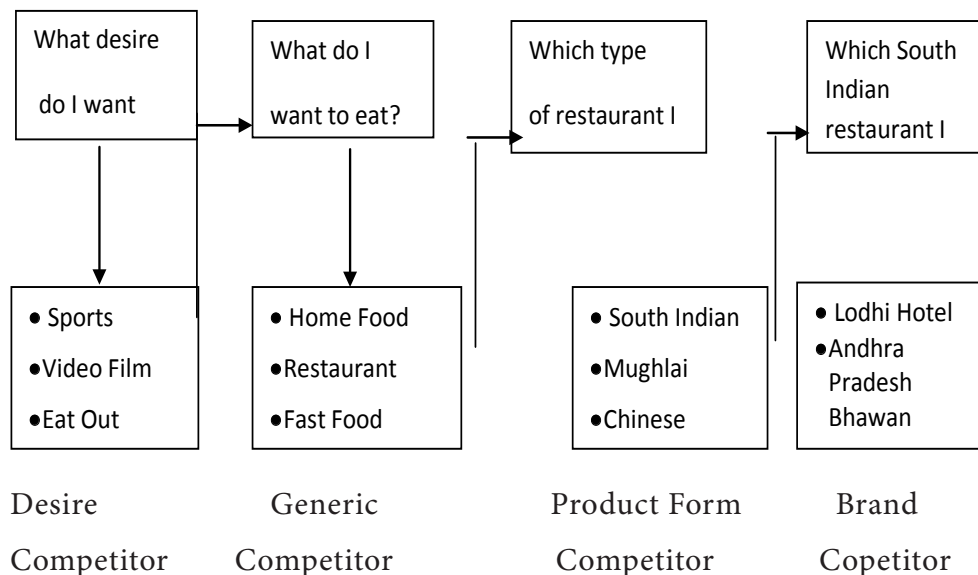 What desire
do I want
What do I
want to eat?
Which type
of restaurant I
Which South
Indian
restaurant I
● Sports
●Video Film
●Eat Out
● Home Food
●Restaurant
●Fast Food
● South Indian
●Mughlai
●Chinese
● Lodhi Hotel
●Andhra
Pradesh
Bhawan
Desire
Competitor
Generic
Competitor
Product Form
Competitor
Brand
Copetitor